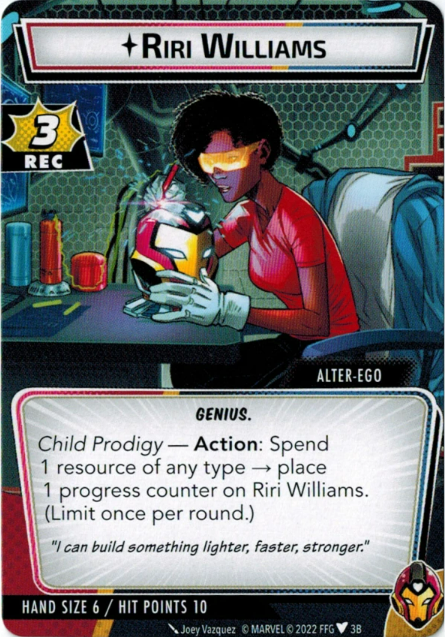 RIRI WILLIAMS
3
REC
ALTER-EGO
GENIUS.
Child Prodigy — Action: Spend
1 resource of any type → place
1 progress counter on Riri Williams.
(Limit once per round.)
"I can build something lighter, faster, stronger."
HAND SIZE 6 / HIT POINTS 10
Joey Vazquez © MARVEL © 2022 FFG 3B